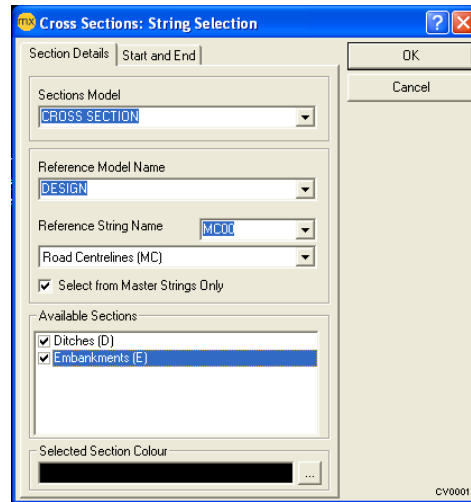 mx Cross Sections: String Selection ? X
Section Details Start and End
OK
Cancel
Sections Model
CROSS SECTION
Reference Model Name
DESIGN
Reference String Name MC00
Road Centrelines (MC)
Select from Master Strings Only
Available Sections
Ditches (D)
Embankments (E)
Selected Section Colour
...
CV0001